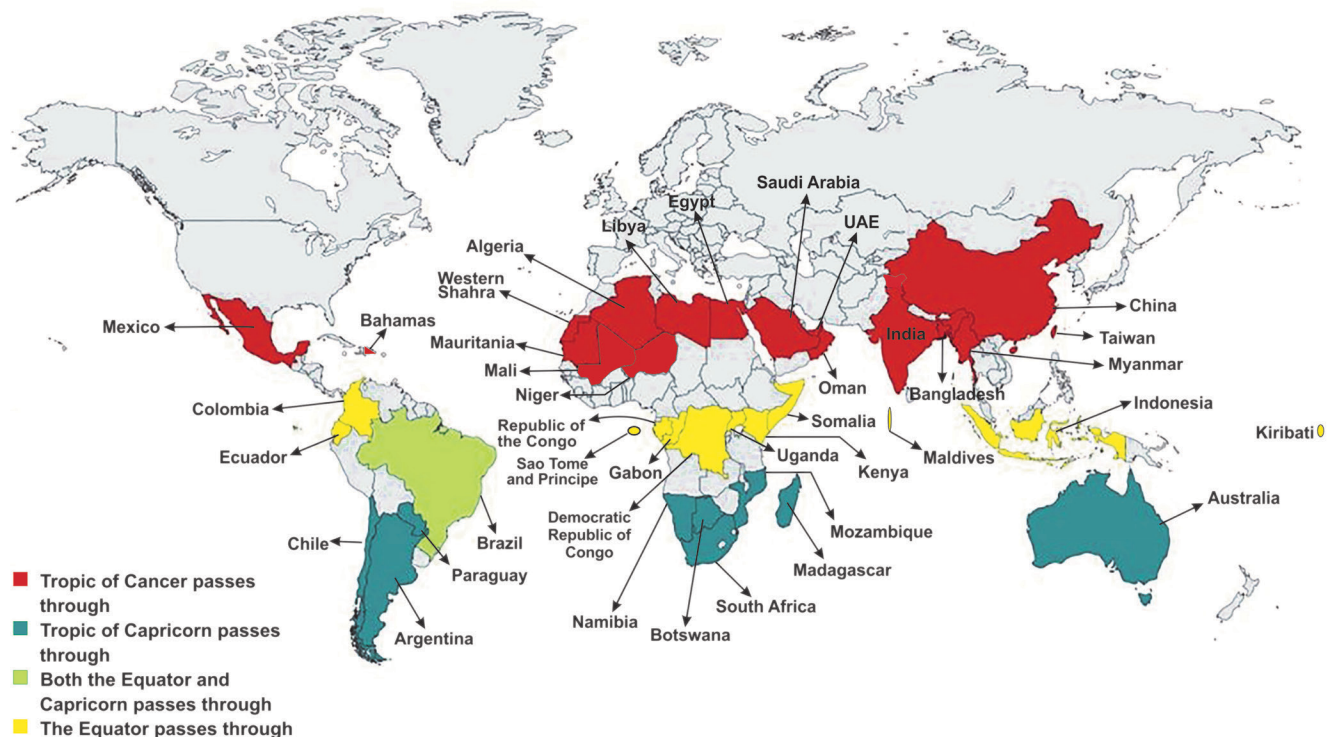 Saudi Arabia
Egypt
UAE
Libya
Algeria
Western
Shahra
China
Mexico
Bahamas
India
Taiwan
Mauritania
Myanmar
Mali
Oman
Niger
Bangladesh
Indonesia
Colombia
Republic of
the Congo
Somalia
Kiribati
Ecuador
Sao Tome
and Principe
Gabon
Uganda
Kenya
Maldives
Australia
Democratic
Republic of
Congo
Mozambique
Chile
Brazil
Paraguay
Madagascar
South Africa
Namibia
Botswana
Argentina
Tropic of Cancer passes
through
Tropic of Capricorn passes
through
Both the Equator and
Capricorn passes through
The Equator passes through